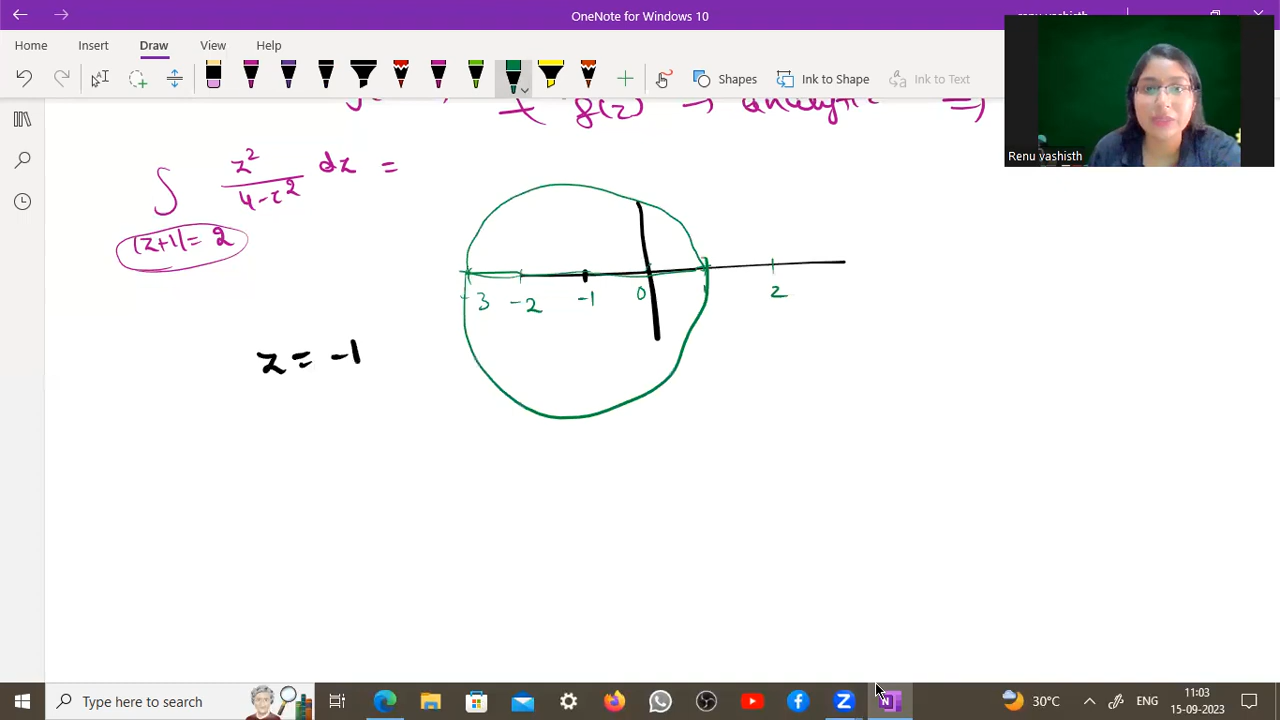 OneNote for Windows 10
renu vashisth
Home Insert Draw View Help
Shapes Ink to Shape Ink to Text
f(z) → analytic ⇒
Renu vashisth
∫ z² / 4-z² dz =
|z+1| = 2
-3 -2 -1 0 1 2
z = -1
Type here to search
30°C ENG 11:03
15-09-2023